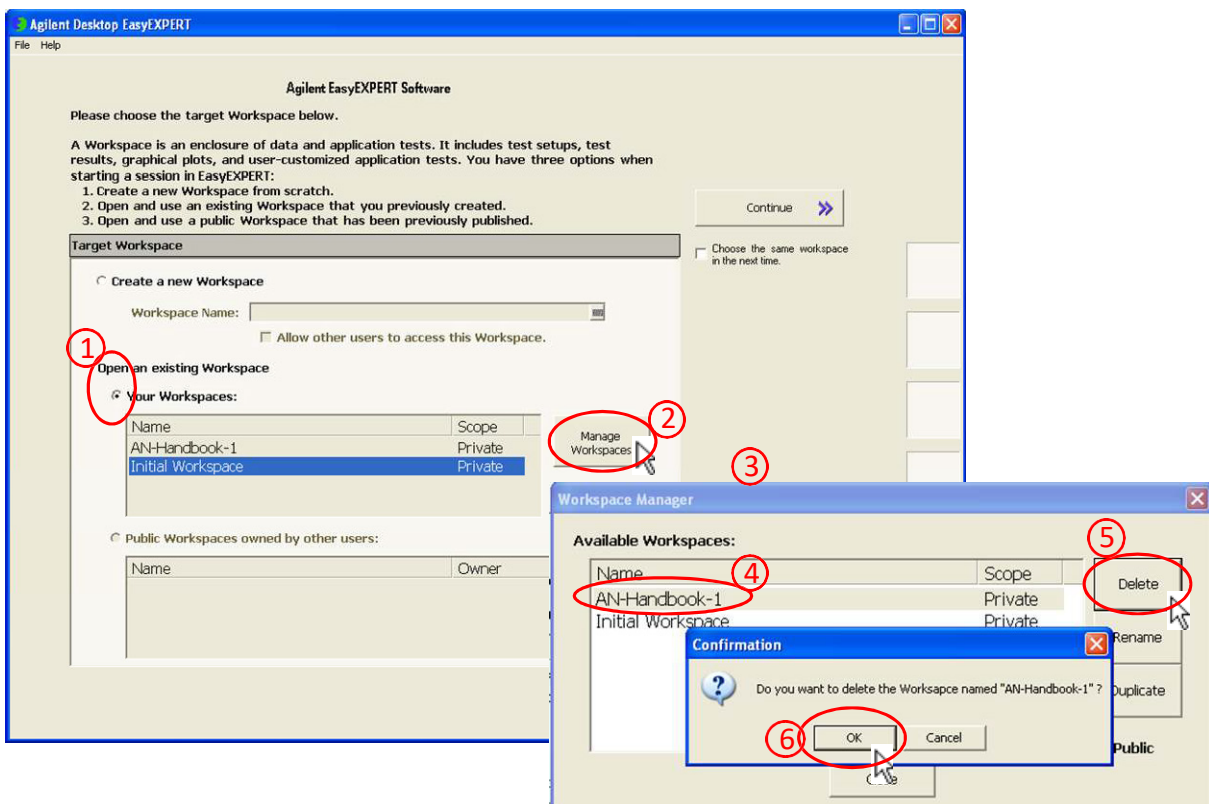 Agilent Desktop EasyEXPERT
File Help
Agilent EasyEXPERT Software
Please choose the target Workspace below.
A Workspace is an enclosure of data and application tests. It includes test setups, test
results, graphical plots, and user-customized application tests. You have three options when
starting a session in EasyEXPERT:
1. Create a new Workspace from scratch.
2. Open and use an existing Workspace that you previously created.
3. Open and use a public Workspace that has been previously published.
Continue
Choose the same workspace
in the next time.
Target Workspace
Create a new Workspace
Workspace Name:
Allow other users to access this Workspace.
1
Open an existing Workspace
Your Workspaces:
Name Scope
AN-Handbook-1 Private
Initial Workspace Private
Manage
Workspaces
2
Public Workspaces owned by other users:
Name Owner
3
Workspace Manager
Available Workspaces:
4
5
Name Scope
AN-Handbook-1 Private
Initial Workspace Private
Delete
Rename
Duplicate
Public
Confirmation
Do you want to delete the Worksapce named "AN-Handbook-1" ?
6
OK Cancel